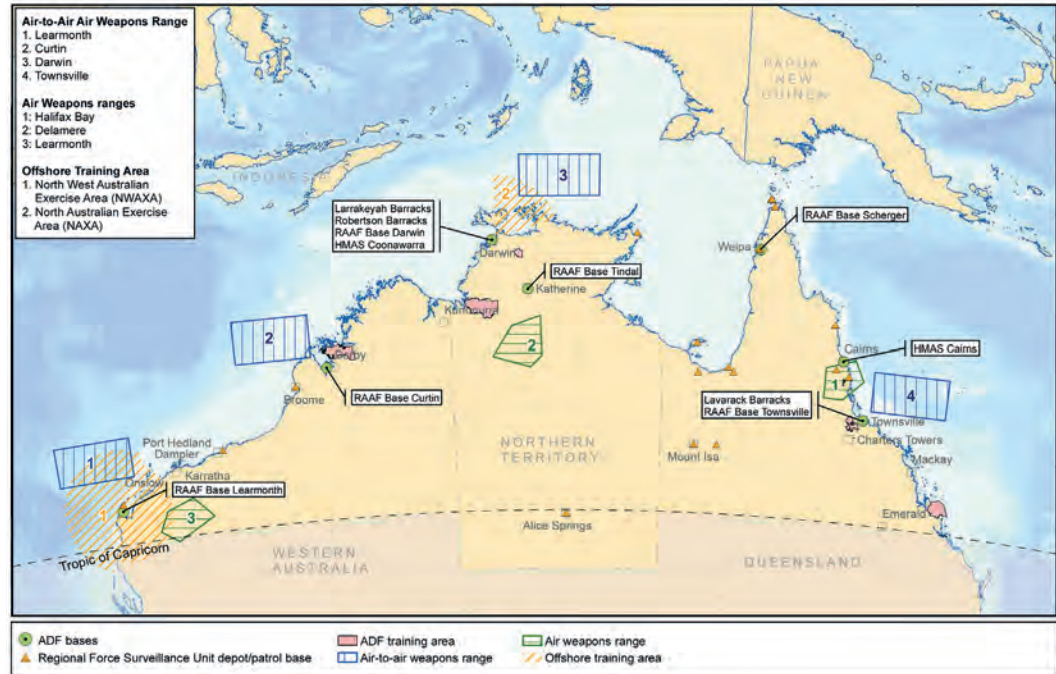 Air-to-Air Air Weapons Range
1. Learmonth
2. Curtin
3. Darwin
4. Townsville
Air Weapons ranges
1: Halifax Bay
2: Delamere
3: Learmonth
Offshore Training Area
1. North West Australian
Exercise Area (NWAXA)
2. North Australian Exercise
Area (NAXA)
PAPUA
NEW
GUINEA
INDONESIA
3
2
Larrakeyah Barracks
Robertson Barracks
RAAF Base Darwin
HMAS Coonawarra
Darwin
RAAF Base Scherger
Weipa
RAAF Base Tindal
Katherine
Kununurra
2
2
Derby
RAAF Base Curtin
Broome
Cairns
HMAS Cairns
1
4
Lavarack Barracks
RAAF Base Townsville
Townsville
Charters Towers
Mackay
Mount Isa
NORTHERN
TERRITORY
Port Hedland
Dampier
Karratha
Onslow
1
RAAF Base Learmonth
1
3
Emerald
Alice Springs
Tropic of Capricorn
WESTERN
AUSTRALIA
QUEENSLAND
ADF bases
ADF training area
Air weapons range
Regional Force Surveillance Unit depot/patrol base
Air-to-air weapons range
Offshore training area